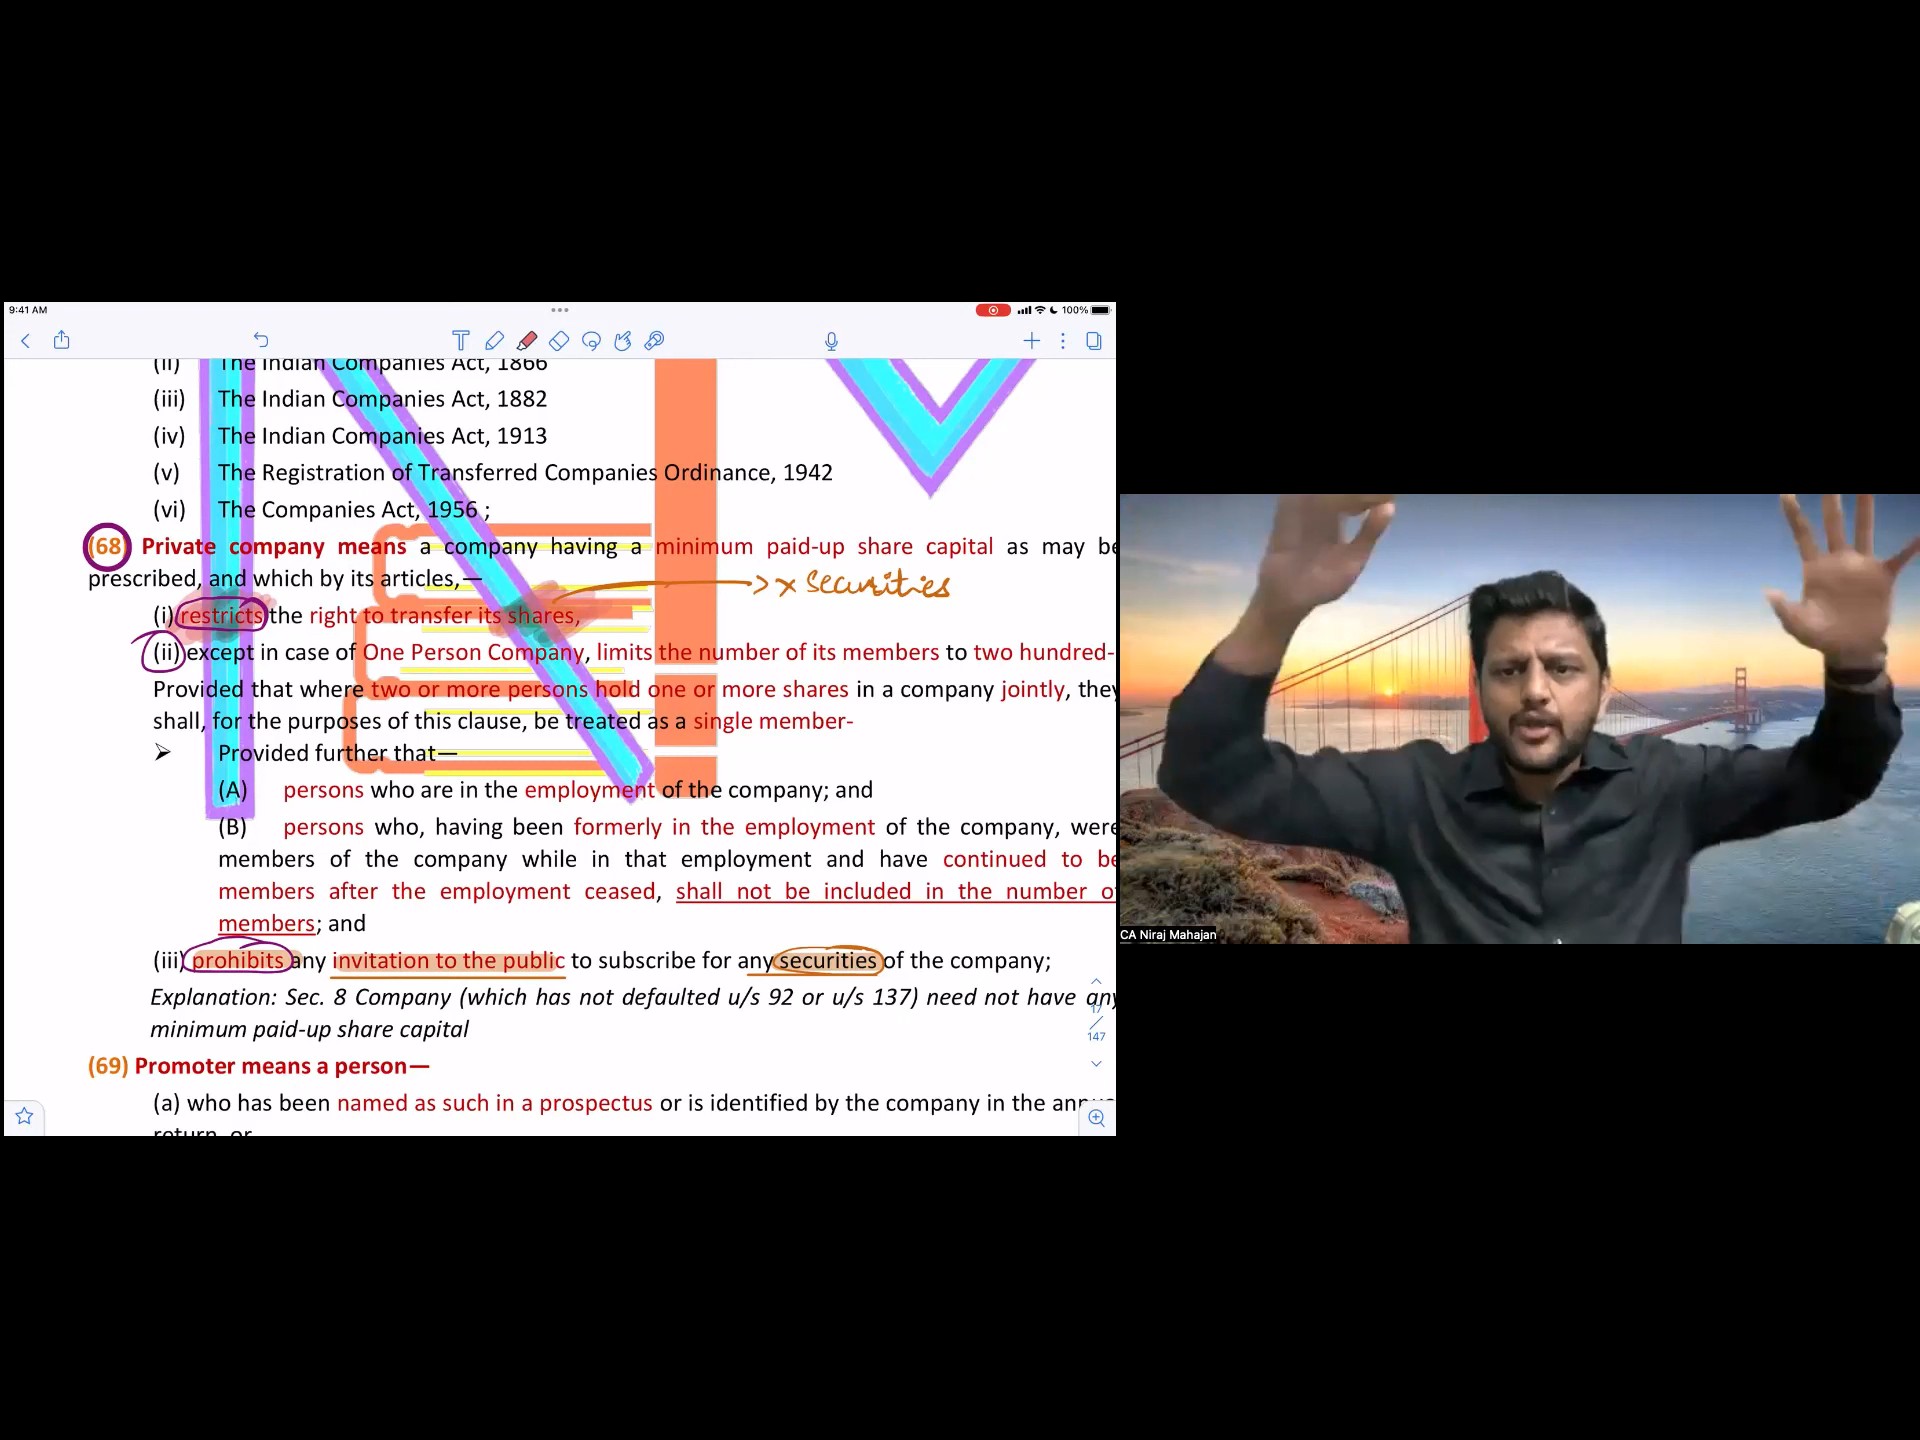 9:41 AM
100%
(ii) The Indian Companies Act, 1866
(iii) The Indian Companies Act, 1882
(iv) The Indian Companies Act, 1913
(v) The Registration of Transferred Companies Ordinance, 1942
(vi) The Companies Act, 1956 ;
(68) Private company means a company having a minimum paid-up share capital as may be
prescribed, and which by its articles,—
> x Securities
(i) restricts the right to transfer its shares,
(ii) except in case of One Person Company, limits the number of its members to two hundred-
Provided that where two or more persons hold one or more shares in a company jointly, they
shall, for the purposes of this clause, be treated as a single member-
➢ Provided further that—
(A) persons who are in the employment of the company; and
(B) persons who, having been formerly in the employment of the company, were
members of the company while in that employment and have continued to be
members after the employment ceased, shall not be included in the number of
members; and
(iii) prohibits any invitation to the public to subscribe for any securities of the company;
Explanation: Sec. 8 Company (which has not defaulted u/s 92 or u/s 137) need not have any
minimum paid-up share capital
17
/
147
(69) Promoter means a person—
(a) who has been named as such in a prospectus or is identified by the company in the annual
return, or
CA Niraj Mahajan